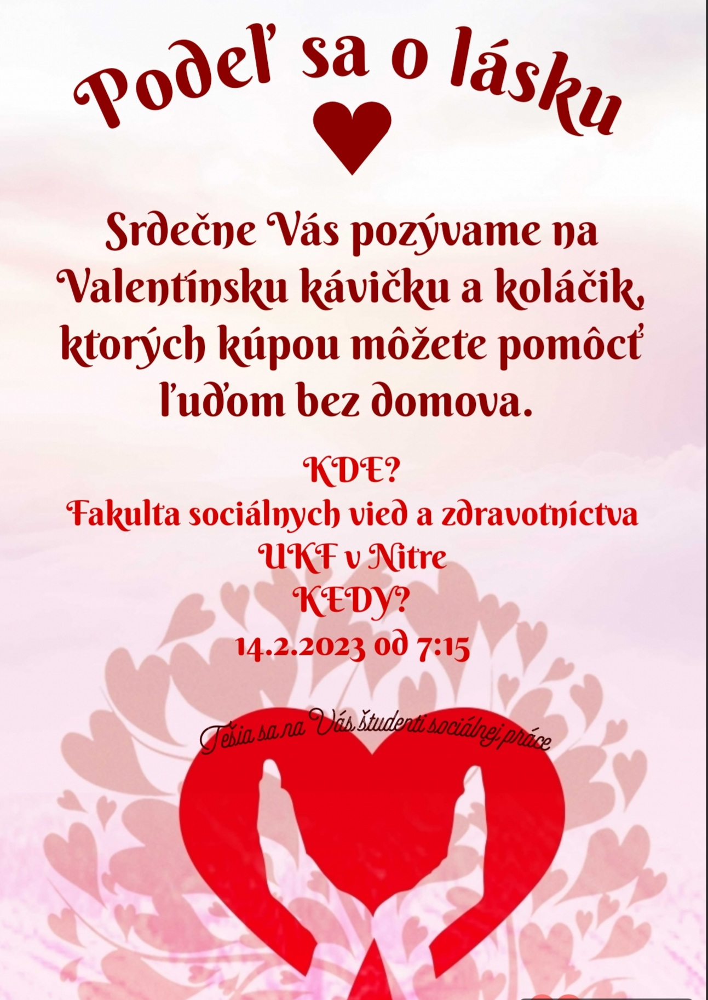 Podeľ sa o lásku
Srdečne Vás pozývame na
Valentínsku kávičku a koláčik,
ktorých kúpou môžete pomôcť
ľuďom bez domova.
KDE?
Fakulta sociálnych vied a zdravotníctva
UKF v Nitre
KEDY?
14.2.2023 od 7:15
Tešia sa na Vás študenti sociálnej práce